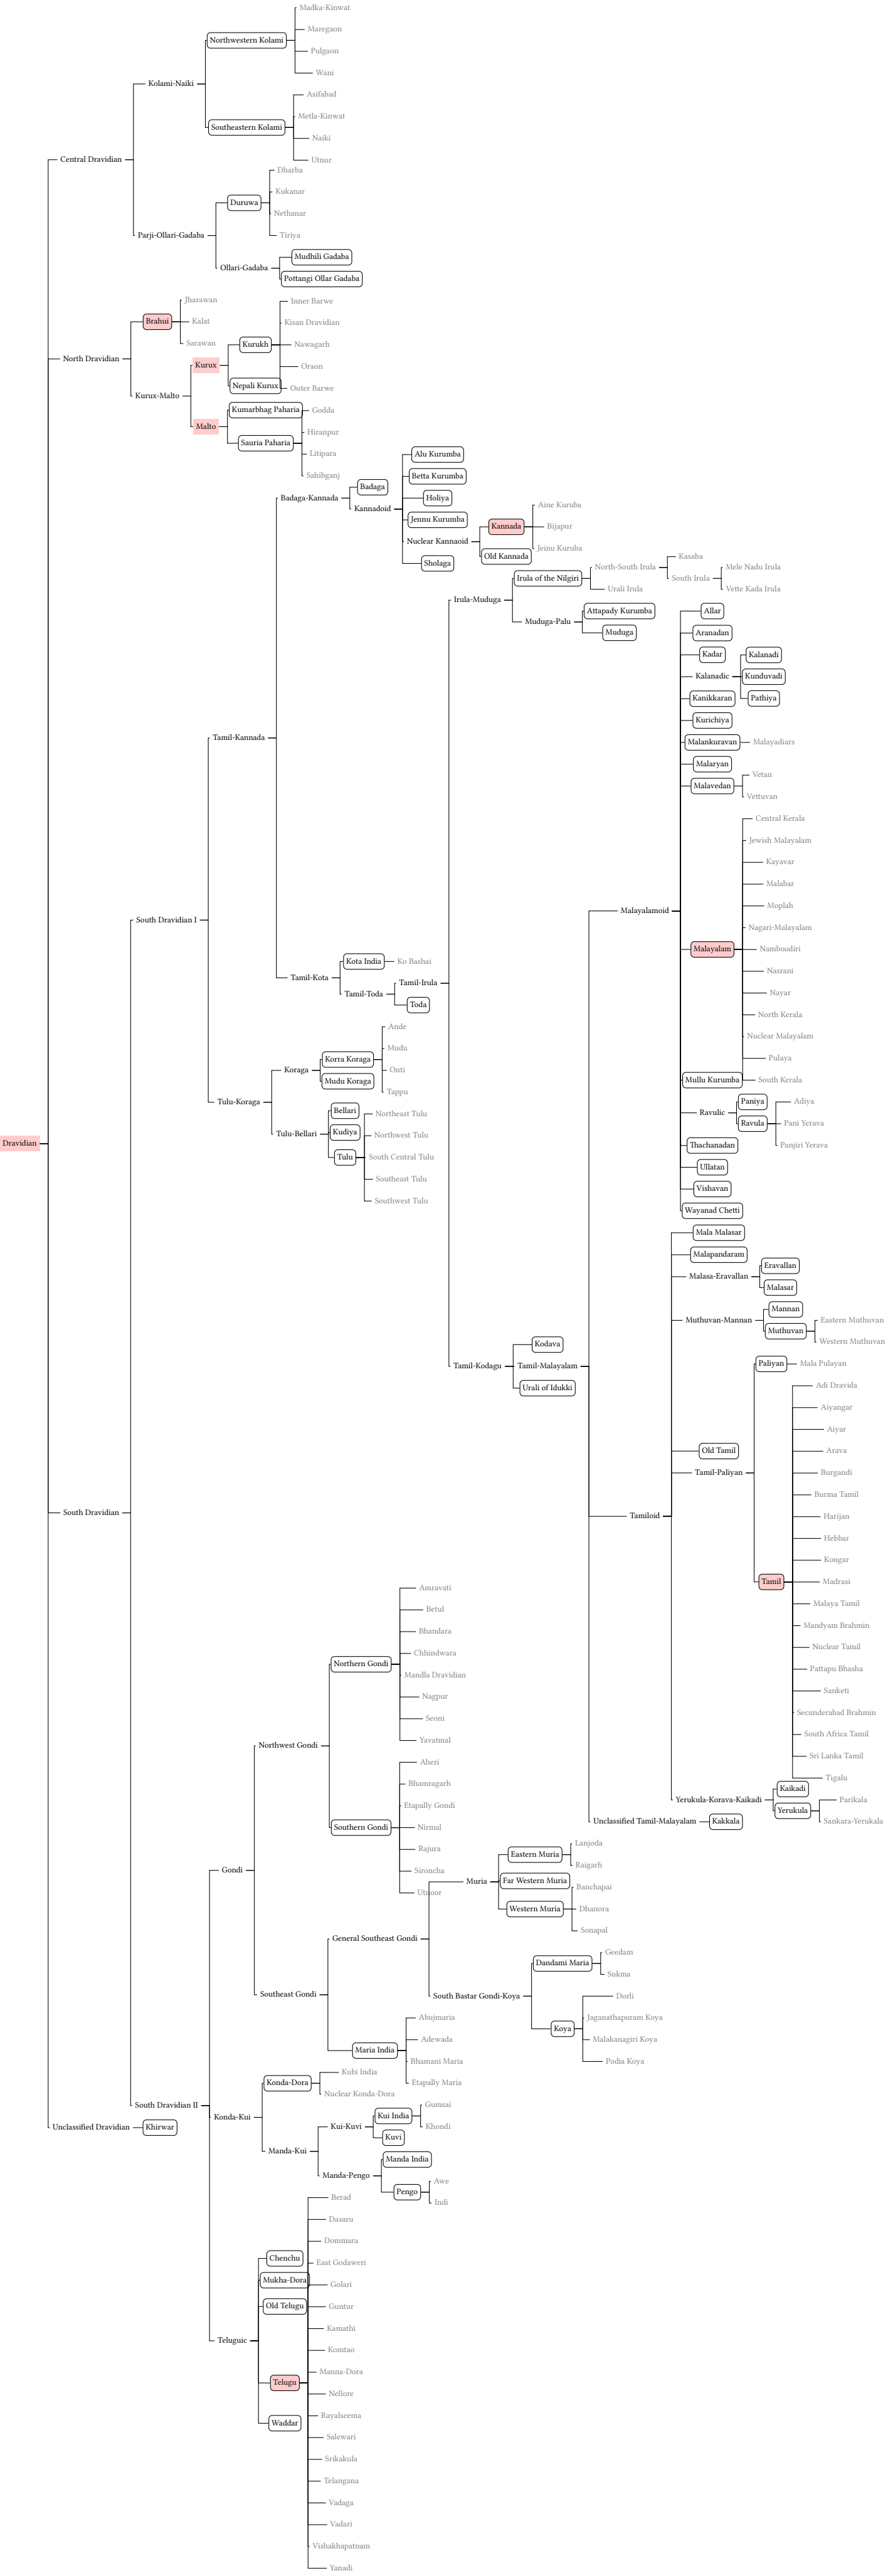 Madka-Kinwat
Maregaon
Northwestern Kolami
Pulgaon
Wani
Kolami-Naiki
Asifabad
Metla-Kinwat
Southeastern Kolami
Naiki
Utnur
Central Dravidian
Dharba
Kukanar
Duruwa
Nethanar
Tiriya
Parji-Ollari-Gadaba
Mudhili Gadaba
Ollari-Gadaba
Pottangi Ollar Gadaba
Jharawan
Brahui
Kalat
Sarawan
North Dravidian
Inner Barwe
Kisan Dravidian
Kurukh
Nawagarh
Kurux
Oraon
Nepali Kurux
Outer Barwe
Kurux-Malto
Kumarbhag Paharia
Godda
Malto
Hiranpur
Sauria Paharia
Litipara
Sahibganj
Alu Kurumba
Betta Kurumba
Badaga
Badaga-Kannada
Holiya
Kannadoid
Jennu Kurumba
Aine Kuruba
Kannada
Bijapur
Nuclear Kannaoid
Jeinu Kuruba
Old Kannada
Sholaga
Kasaba
North-South Irula
Mele Nadu Irula
Irula of the Nilgiri
South Irula
Urali Irula
Vette Kada Irula
Irula-Muduga
Attapady Kurumba
Muduga-Palu
Muduga
Allar
Aranadan
Kadar
Kalanadi
Kalanadic
Kunduvadi
Kanikkaran
Pathiya
Kurichiya
Tamil-Kannada
Malankuravan
Malayadiars
Malaryan
Vetan
Malavedan
Vettuvan
Central Kerala
Jewish Malayalam
Kayavar
Malabar
Moplah
Malayalamoid
South Dravidian I
Nagari-Malayalam
Malayalam
Namboodiri
Nasrani
Nayar
North Kerala
Nuclear Malayalam
Pulaya
Mullu Kurumba
South Kerala
Kota India
Ko Bashai
Tamil-Kota
Tamil-Irula
Tamil-Toda
Toda
Ande
Mudu
Korra Koraga
Koraga
Onti
Mudu Koraga
Tappu
Tulu-Koraga
Bellari
Northeast Tulu
Kudiya
Tulu-Bellari
Northwest Tulu
Tulu
South Central Tulu
Southeast Tulu
Southwest Tulu
Paniya
Adiya
Ravulic
Ravula
Pani Yerava
Panjiri Yerava
Thachanadan
Dravidian
Ullatan
Vishavan
Wayanad Chetti
Mala Malasar
Malapandaram
Eravallan
Malasa-Eravallan
Malasar
Mannan
Muthuvan-Mannan
Eastern Muthuvan
Muthuvan
Western Muthuvan
Kodava
Tamil-Kodagu
Tamil-Malayalam
Urali of Idukki
Paliyan
Mala Pulayan
Adi Dravida
Aiyangar
Aiyar
Old Tamil
Arava
Tamil-Paliyan
Burgandi
Burma Tamil
South Dravidian
Tamiloid
Harijan
Hebbar
Kongar
Tamil
Madrasi
Malaya Tamil
Mandyam Brahmin
Nuclear Tamil
Pattapu Bhasha
Sanketi
Secunderabad Brahmin
South Africa Tamil
Sri Lanka Tamil
Tigalu
Kaikadi
Yerukula-Korava-Kaikadi
Parikala
Yerukula
Sankara-Yerukala
Unclassified Tamil-Malayalam
Kakkala
Amravati
Betul
Bhandara
Chhindwara
Northern Gondi
Mandla Dravidian
Nagpur
Seoni
Yavatmal
Northwest Gondi
Aheri
Bhamragarh
Etapally Gondi
Southern Gondi
Nirmal
Rajura
Sironcha
Utnoor
Gondi
Lanjoda
Eastern Muria
Raigarh
Muria
Far Western Muria
Banchapai
Western Muria
Dhanora
Sonapal
General Southeast Gondi
Geedam
Dandami Maria
Sukma
Southeast Gondi
South Bastar Gondi-Koya
Dorli
Jaganathapuram Koya
Koya
Malakanagiri Koya
Podia Koya
Abujmaria
Adewada
Maria India
Bhamani Maria
Etapally Maria
Kubi India
Konda-Dora
Nuclear Konda-Dora
South Dravidian II
Konda-Kui
Gumsai
Kui India
Kui-Kuvi
Khondi
Kuvi
Manda-Kui
Manda India
Manda-Pengo
Awe
Pengo
Indi
Unclassified Dravidian
Khirwar
Berad
Dasaru
Dommara
Chenchu
East Godaweri
Mukha-Dora
Golari
Old Telugu
Guntur
Kamathi
Teluguic
Komtao
Manna-Dora
Telugu
Nellore
Rayalseema
Waddar
Salewari
Srikakula
Telangana
Vadaga
Vadari
Vishakhapatnam
Yanadi